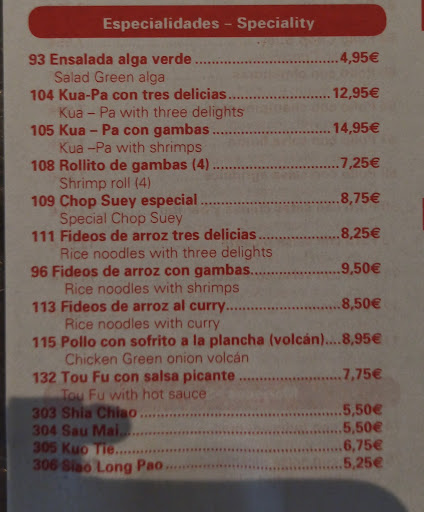 Especialidades – Speciality
93 Ensalada alga verde ................................ 4,95€
Salad Green alga
104 Kua-Pa con tres delicias ....................... 12,95€
Kua – Pa with three delights
105 Kua – Pa con gambas ........................... 14,95€
Kua –Pa with shrimps
108 Rollito de gambas (4) ............................ 7,25€
Shrimp roll (4)
109 Chop Suey especial ............................... 8,75€
Special Chop Suey
111 Fideos de arroz tres delicias .................. 8,25€
Rice noodles with three delights
96 Fideos de arroz con gambas..................... 9,50€
Rice noodles with shrimps
113 Fideos de arroz al curry.......................... 8,50€
Rice noodles with curry
115 Pollo con sofrito a la plancha (volcán)....8,95€
Chicken Green onion volcán
132 Tou Fu con salsa picante ....................... 7,75€
Tou Fu with hot sauce
303 Shia Chiao ............................................ 5,50€
304 Sau Mai................................................. 5,50€
305 Kuo Tie.................................................. 6,75€
306 Siao Long Pao ....................................... 5,25€